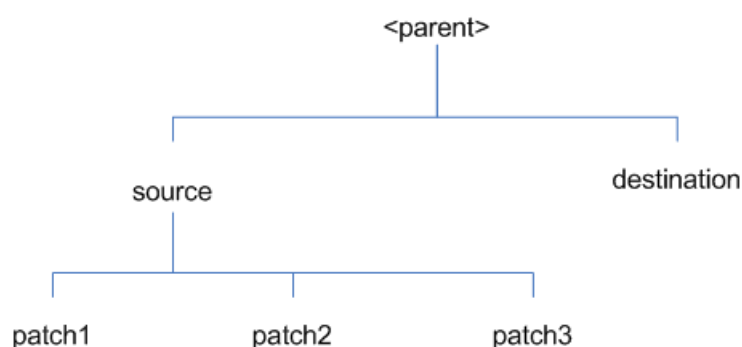 <parent>
source
destination
patch1
patch2
patch3